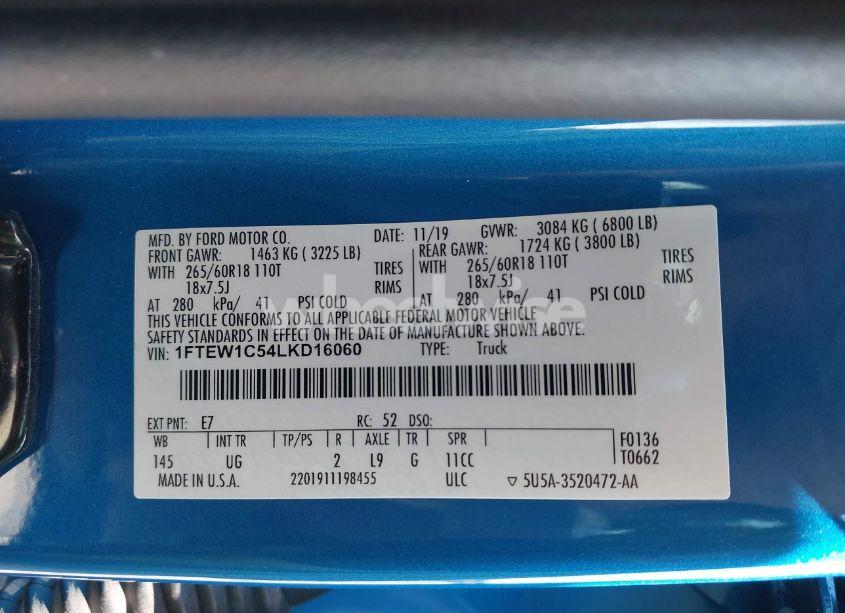 MFD. BY FORD MOTOR CO. DATE: 11/19 GVWR: 3084 KG ( 6800 LB)
FRONT GAWR: 1463 KG ( 3225 LB) REAR GAWR: 1724 KG ( 3800 LB)
WITH 265/60R18 110T TIRES WITH 265/60R18 110T TIRES
18x7.5J RIMS 18x7.5J RIMS
AT 280 kPa/ 41 PSI COLD AT 280 kPa/ 41 PSI COLD
THIS VEHICLE CONFORMS TO ALL APPLICABLE FEDERAL MOTOR VEHICLE
SAFETY STANDARDS IN EFFECT ON THE DATE OF MANUFACTURE SHOWN ABOVE.
VIN: 1FTEW1C54LKD16060 TYPE: Truck
EXT PNT: E7 RC: 52 DSO:
WB INT TR TP/PS R AXLE TR SPR F0136
145 UG 2 L9 G 11CC T0662
MADE IN U.S.A. 2201911198455 ULC ▽ 5U5A-3520472-AA